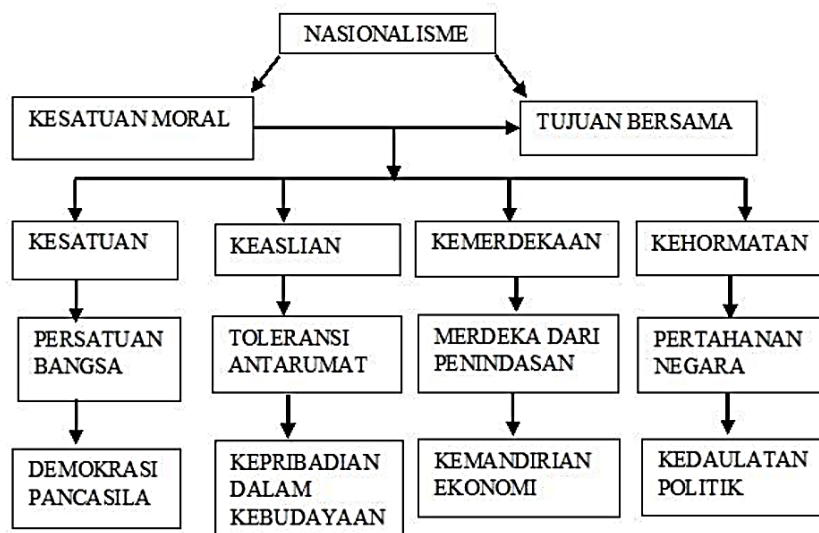 NASIONALISME
KESATUAN MORAL
TUJUAN BERSAMA
KESATUAN
KEASLIAN
KEMERDEKAAN
KEHORMATAN
PERSATUAN
BANGSA
TOLERANSI
ANTARUMAT
MERDEKA DARI
PENINDASAN
PERTAHANAN
NEGARA
DEMOKRASI
PANCASILA
KEPRIBADIAN
DALAM
KEBUDAYAAN
KEMANDIRIAN
EKONOMI
KEDAULATAN
POLITIK